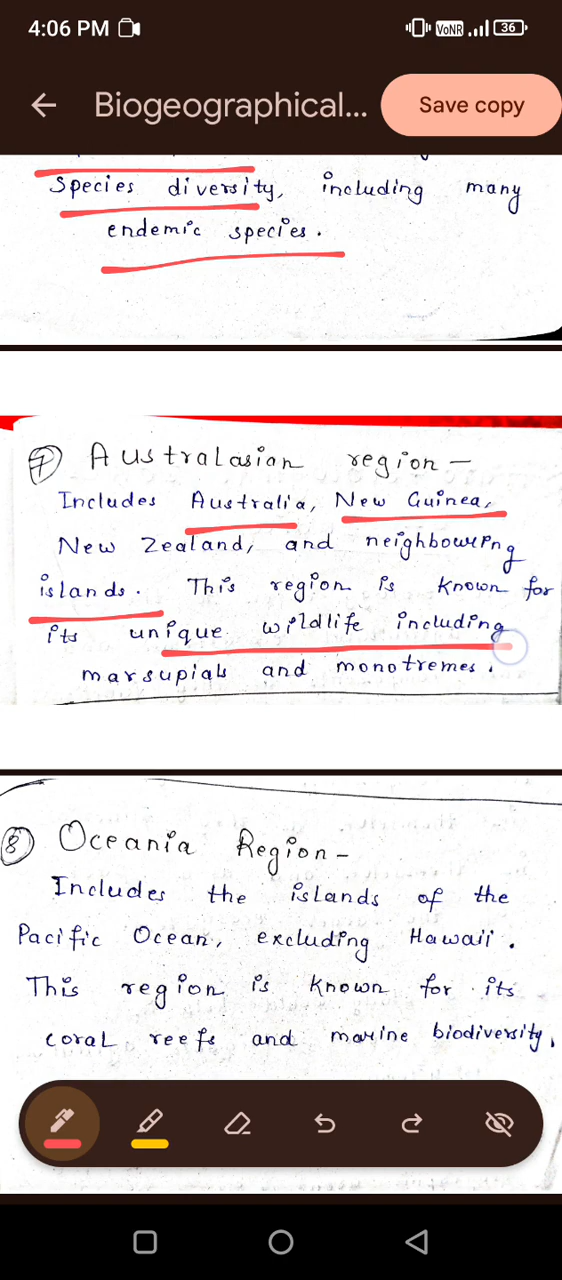 4:06 PM
VoNR 36
Biogeographical...
Save copy
Species diversity, including many
endemic species.
7 Australasian region -
Includes Australia, New Guinea,
New Zealand, and neighbouring
islands. This region is known for
its unique wildlife including
marsupials and monotremes.
8 Oceania Region -
Includes the islands of the
Pacific Ocean, excluding Hawaii.
This region is known for its
coral reefs and marine biodiversity,